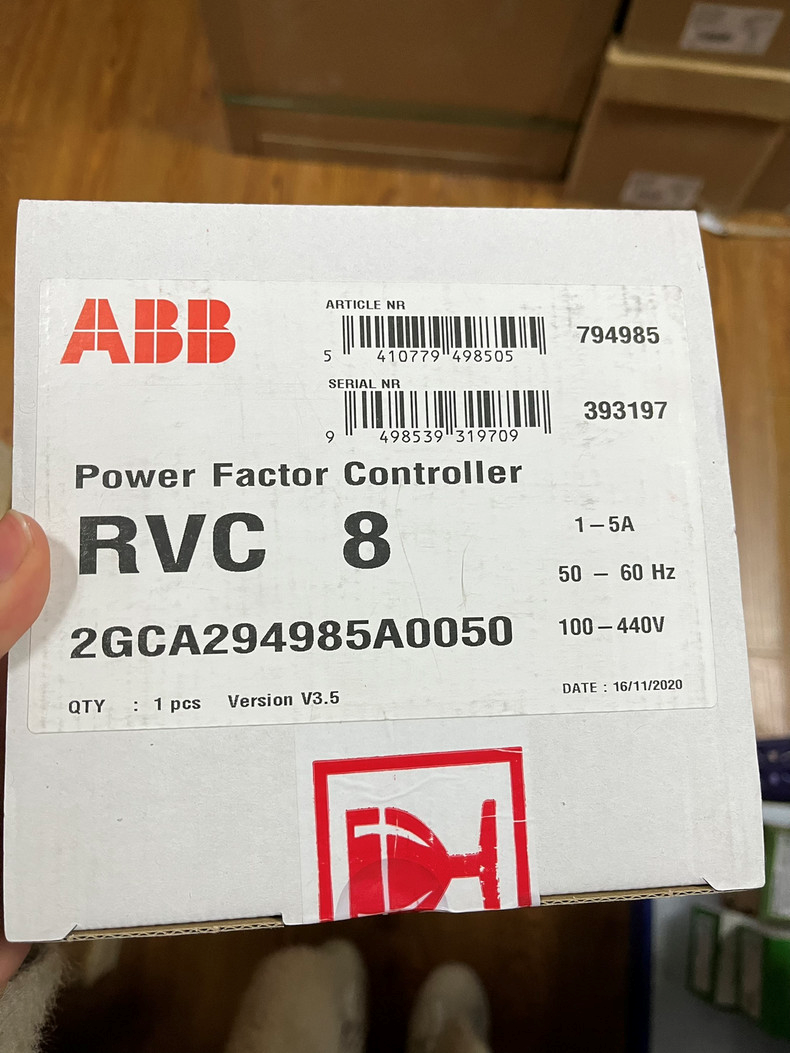 ABB
ARTICLE NR
5 410779 498505
794985
SERIAL NR
9 498539 319709
393197
Power Factor Controller
RVC 8
1-5A
50 - 60 Hz
2GCA294985A0050
100-440V
QTY : 1 pcs Version V3.5
DATE : 16/11/2020